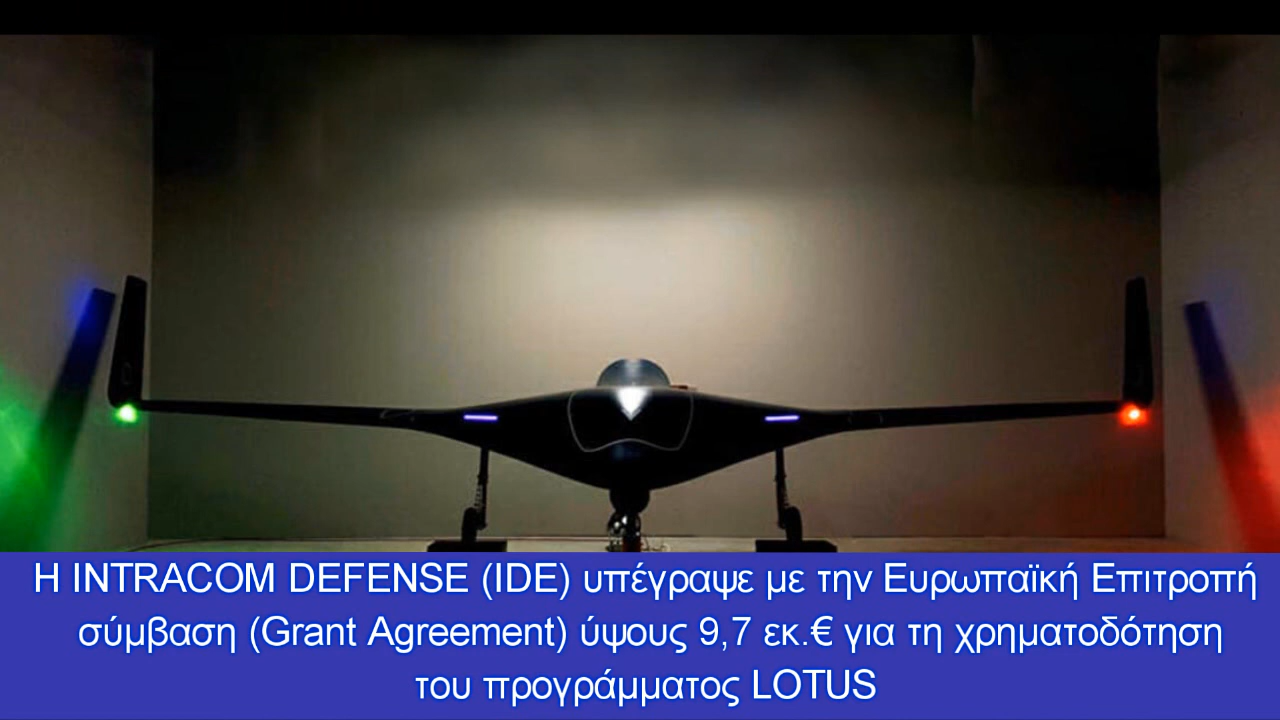 Η INTRACOM DEFENSE (IDE) υπέγραψε με την Ευρωπαϊκή Επιτροπή
σύμβαση (Grant Agreement) ύψους 9,7 εκ.€ για τη χρηματοδότηση
του προγράμματος LOTUS